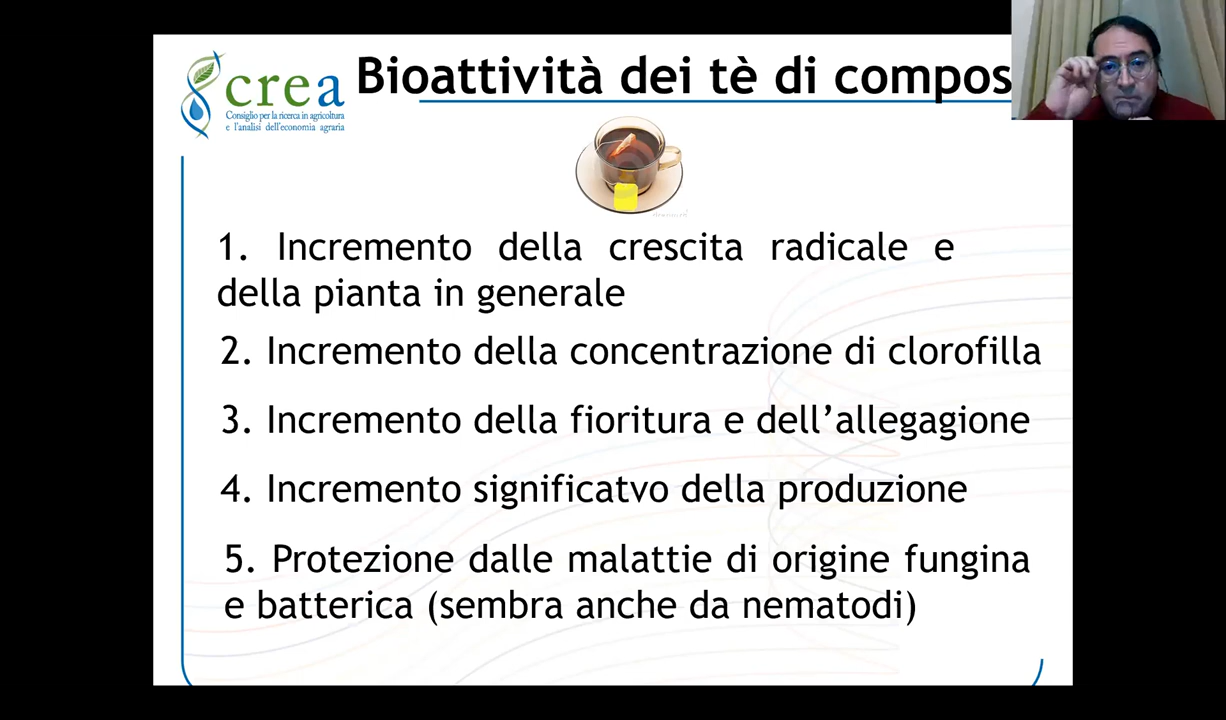 crea
Consiglio per la ricerca in agricoltura
e l'analisi dell'economia agraria
Bioattività dei tè di compos
1. Incremento della crescita radicale e
della pianta in generale
2. Incremento della concentrazione di clorofilla
3. Incremento della fioritura e dell’allegagione
4. Incremento significatvo della produzione
5. Protezione dalle malattie di origine fungina
e batterica (sembra anche da nematodi)